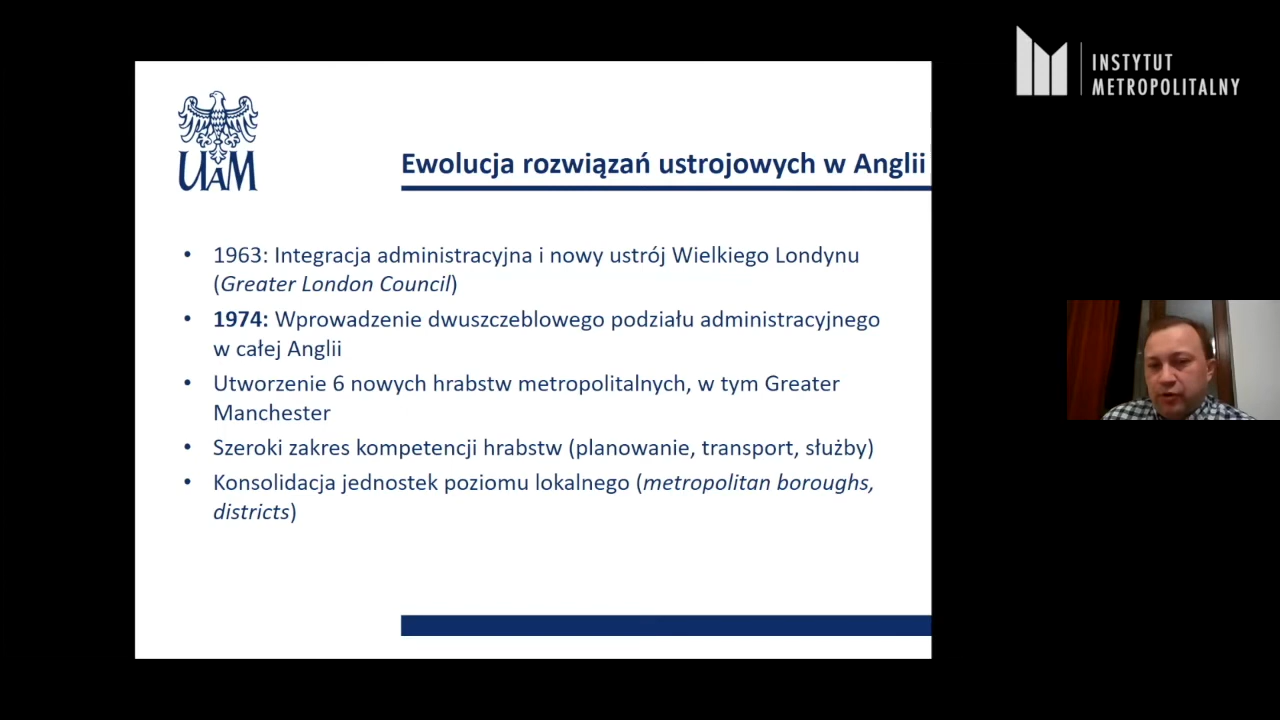 INSTYTUT
METROPOLITALNY
UAM
Ewolucja rozwiązań ustrojowych w Anglii
• 1963: Integracja administracyjna i nowy ustrój Wielkiego Londynu
(Greater London Council)
• 1974: Wprowadzenie dwuszczeblowego podziału administracyjnego
w całej Anglii
• Utworzenie 6 nowych hrabstw metropolitalnych, w tym Greater
Manchester
• Szeroki zakres kompetencji hrabstw (planowanie, transport, służby)
• Konsolidacja jednostek poziomu lokalnego (metropolitan boroughs,
districts)